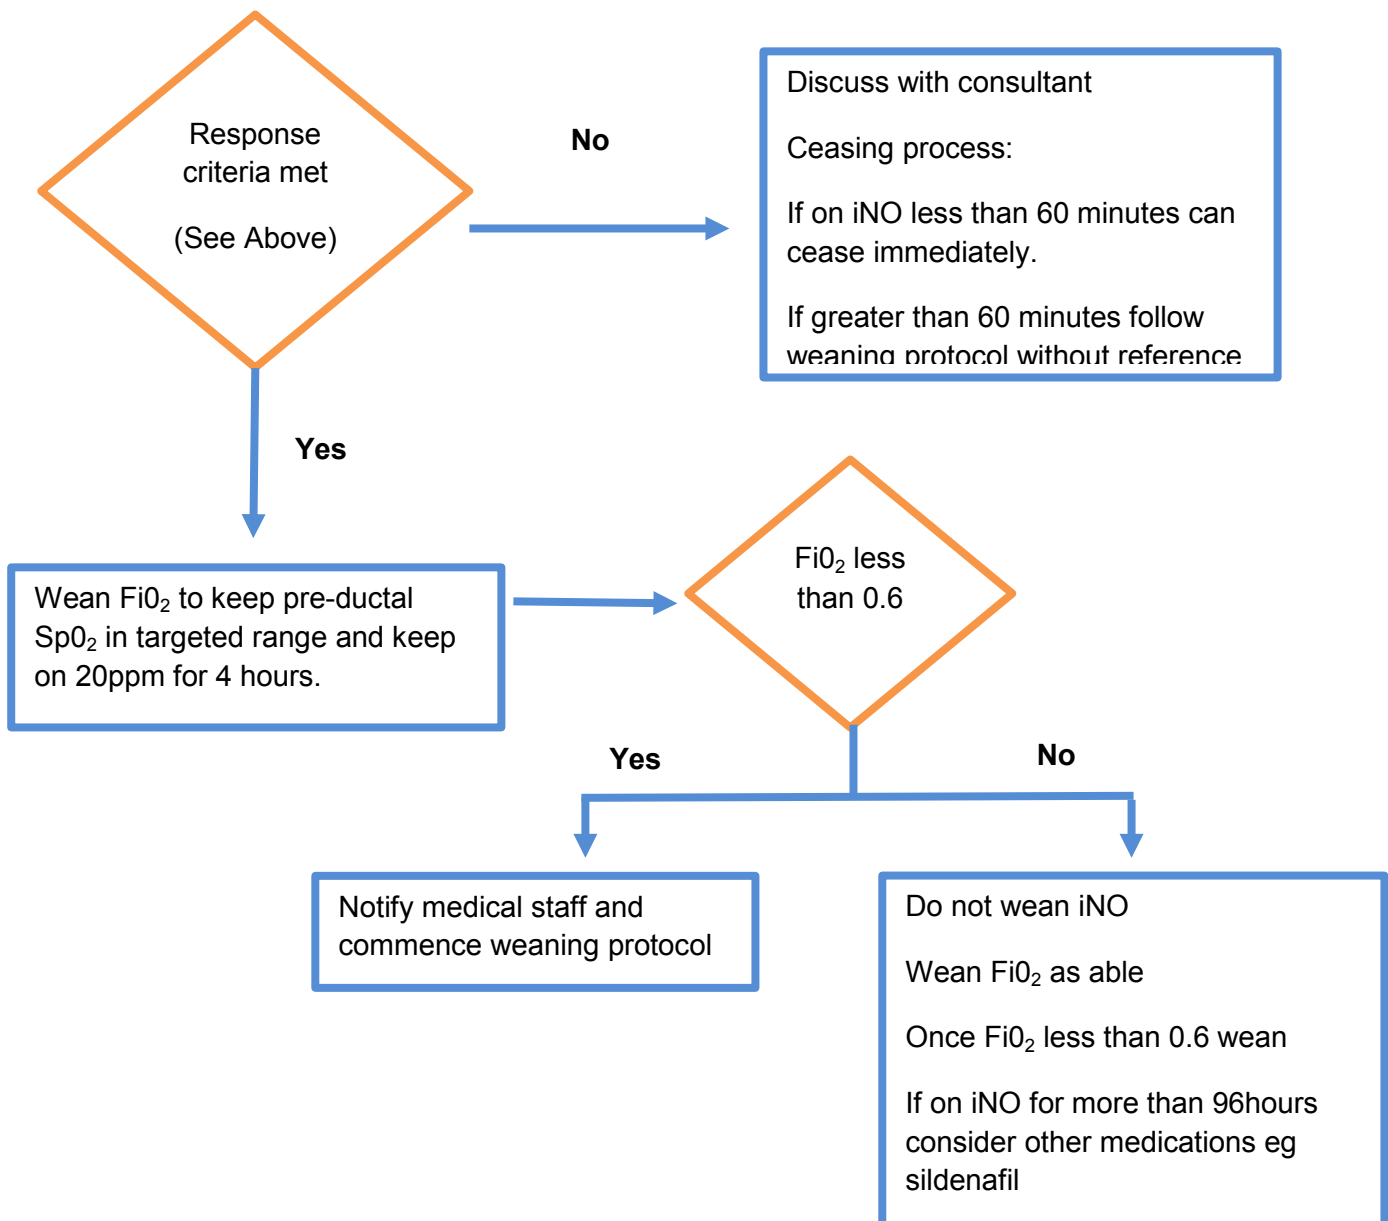 Response
criteria met
(See Above)
No
Discuss with consultant
Ceasing process:
If on iNO less than 60 minutes can
cease immediately.
If greater than 60 minutes follow
weaning protocol without reference
Yes
Wean Fi0₂ to keep pre-ductal
Sp0₂ in targeted range and keep
on 20ppm for 4 hours.
Fi0₂ less
than 0.6
Yes
No
Notify medical staff and
commence weaning protocol
Do not wean iNO
Wean Fi0₂ as able
Once Fi0₂ less than 0.6 wean
If on iNO for more than 96hours
consider other medications eg
sildenafil